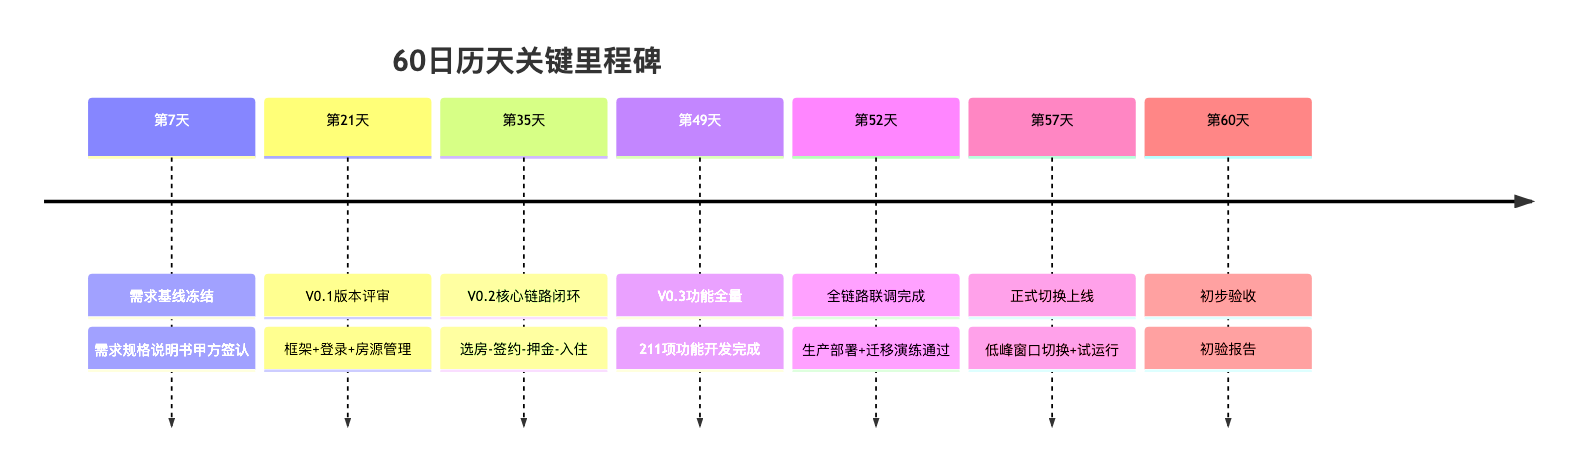 60日历天关键里程碑
第7天
第21天
第35天
第49天
第52天
第57天
第60天
需求基线冻结
V0.1版本评审
V0.2核心链路闭环
V0.3功能全量
全链路联调完成
正式切换上线
初步验收
需求规格说明书甲方签认
框架+登录+房源管理
选房-签约-押金-入住
211项功能开发完成
生产部署+迁移演练通过
低峰窗口切换+试运行
初验报告